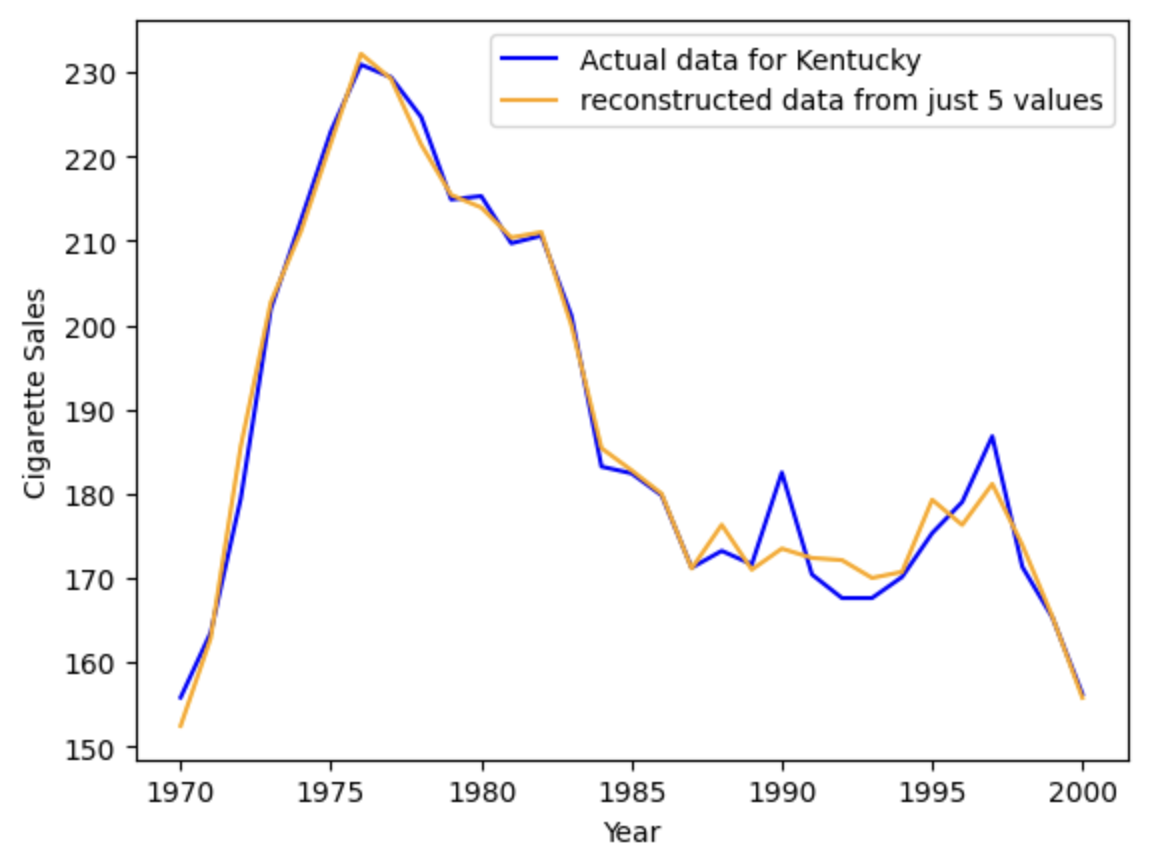 Actual data for Kentucky
reconstructed data from just 5 values
230
220
210
200
190
180
170
160
150
Cigarette Sales
1970 1975 1980 1985 1990 1995 2000
Year